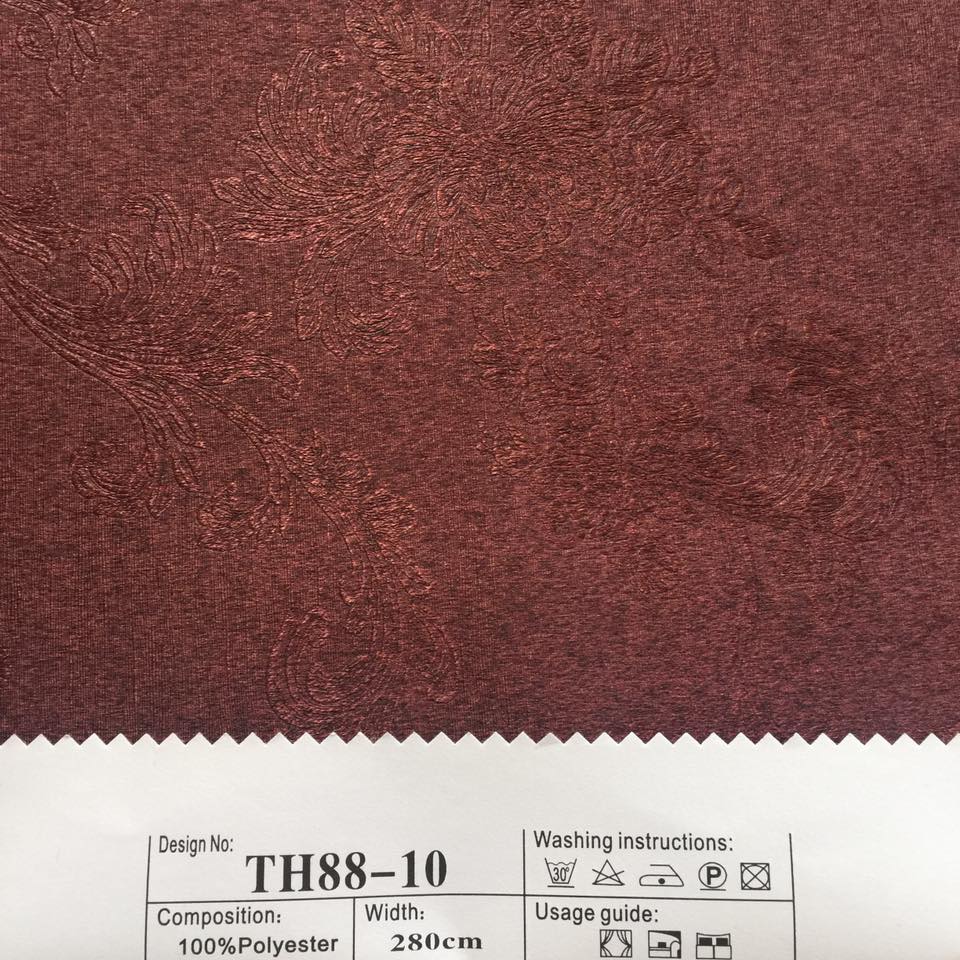 Design No:
TH88-10
Washing instructions:
30°
P
Composition:
100%Polyester
Width:
280cm
Usage guide: